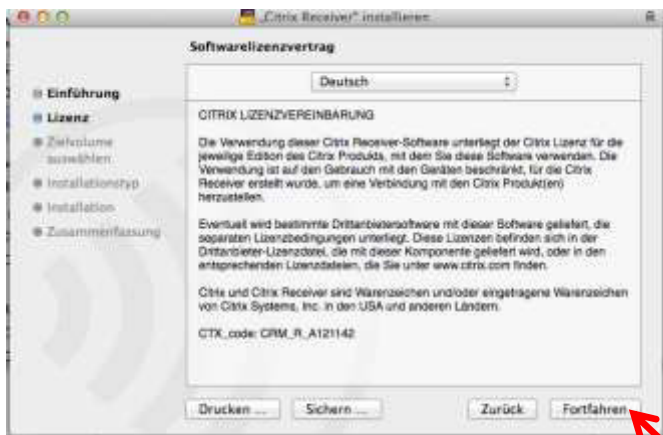 „Citrix Receiver“ installieren
Softwarelizenzvertrag
Deutsch
Einführung
Lizenz
Zielvolume
auswählen
Installationstyp
Installation
Zusammenfassung
CITRIX LIZENZVEREINBARUNG
Die Verwendung dieser Citrix Receiver-Software unterliegt der Citrix Lizenz für die
jeweilige Edition des Citrix Produkts, mit dem Sie diese Software verwenden. Die
Verwendung ist auf den Gebrauch mit den Geräten beschränkt, für die Citrix
Receiver erstellt wurde, um eine Verbindung mit den Citrix Produkt(en)
herzustellen.
Eventuell wird bestimmte Drittanbietersoftware mit dieser Software geliefert, die
separaten Lizenzbedingungen unterliegt. Diese Lizenzen befinden sich in der
Drittanbieter-Lizenzdatei, die mit dieser Komponente geliefert wird, oder in den
entsprechenden Lizenzdateien, die Sie unter www.citrix.com finden.
Citrix und Citrix Receiver sind Warenzeichen und/oder eingetragene Warenzeichen
von Citrix Systems, Inc. in den USA und anderen Ländern.
CTX_code: CRM_R_A121142
Drucken ...
Sichern ...
Zurück
Fortfahren